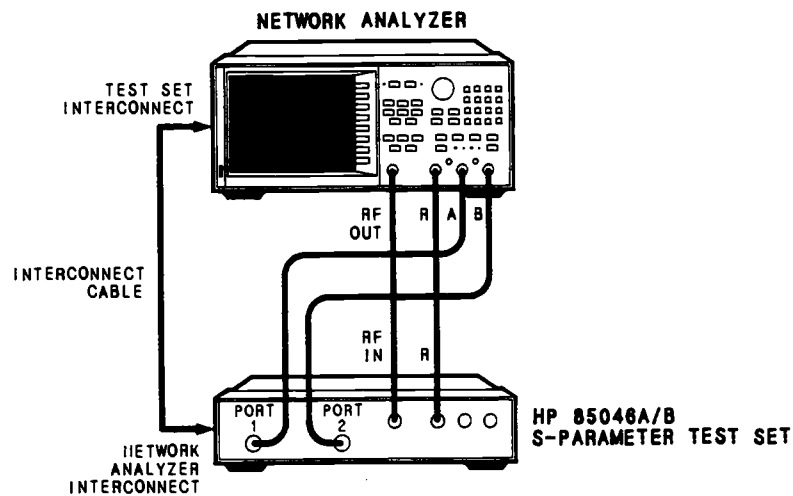 NETWORK ANALYZER
TEST SET
INTERCONNECT
RF
OUT
R
A
B
INTERCONNECT
CABLE
RF
IN
R
PORT
1
PORT
2
HP 85046A/B
S-PARAMETER TEST SET
NETWORK
ANALYZER
INTERCONNECT